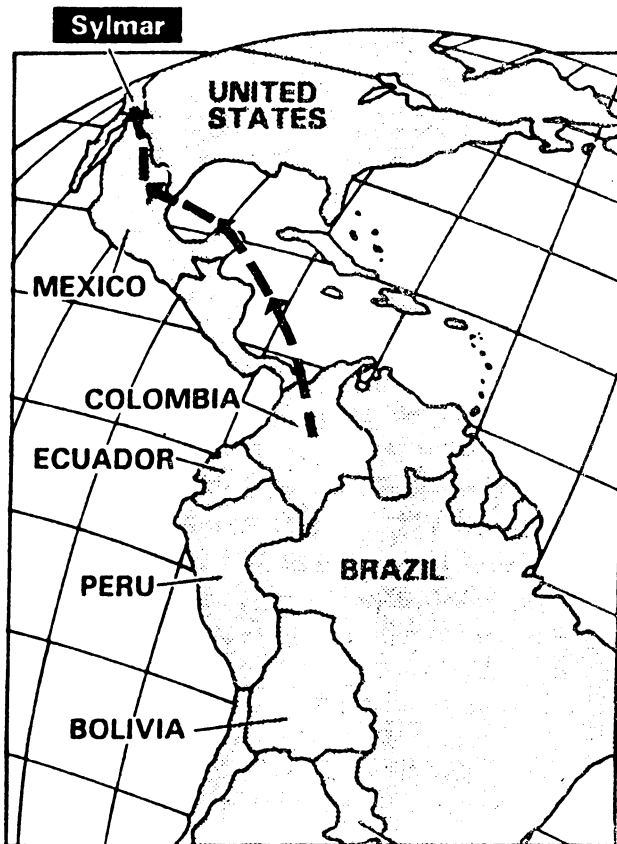 Sylmar
UNITED
STATES
MEXICO
COLOMBIA
ECUADOR
PERU
BRAZIL
BOLIVIA